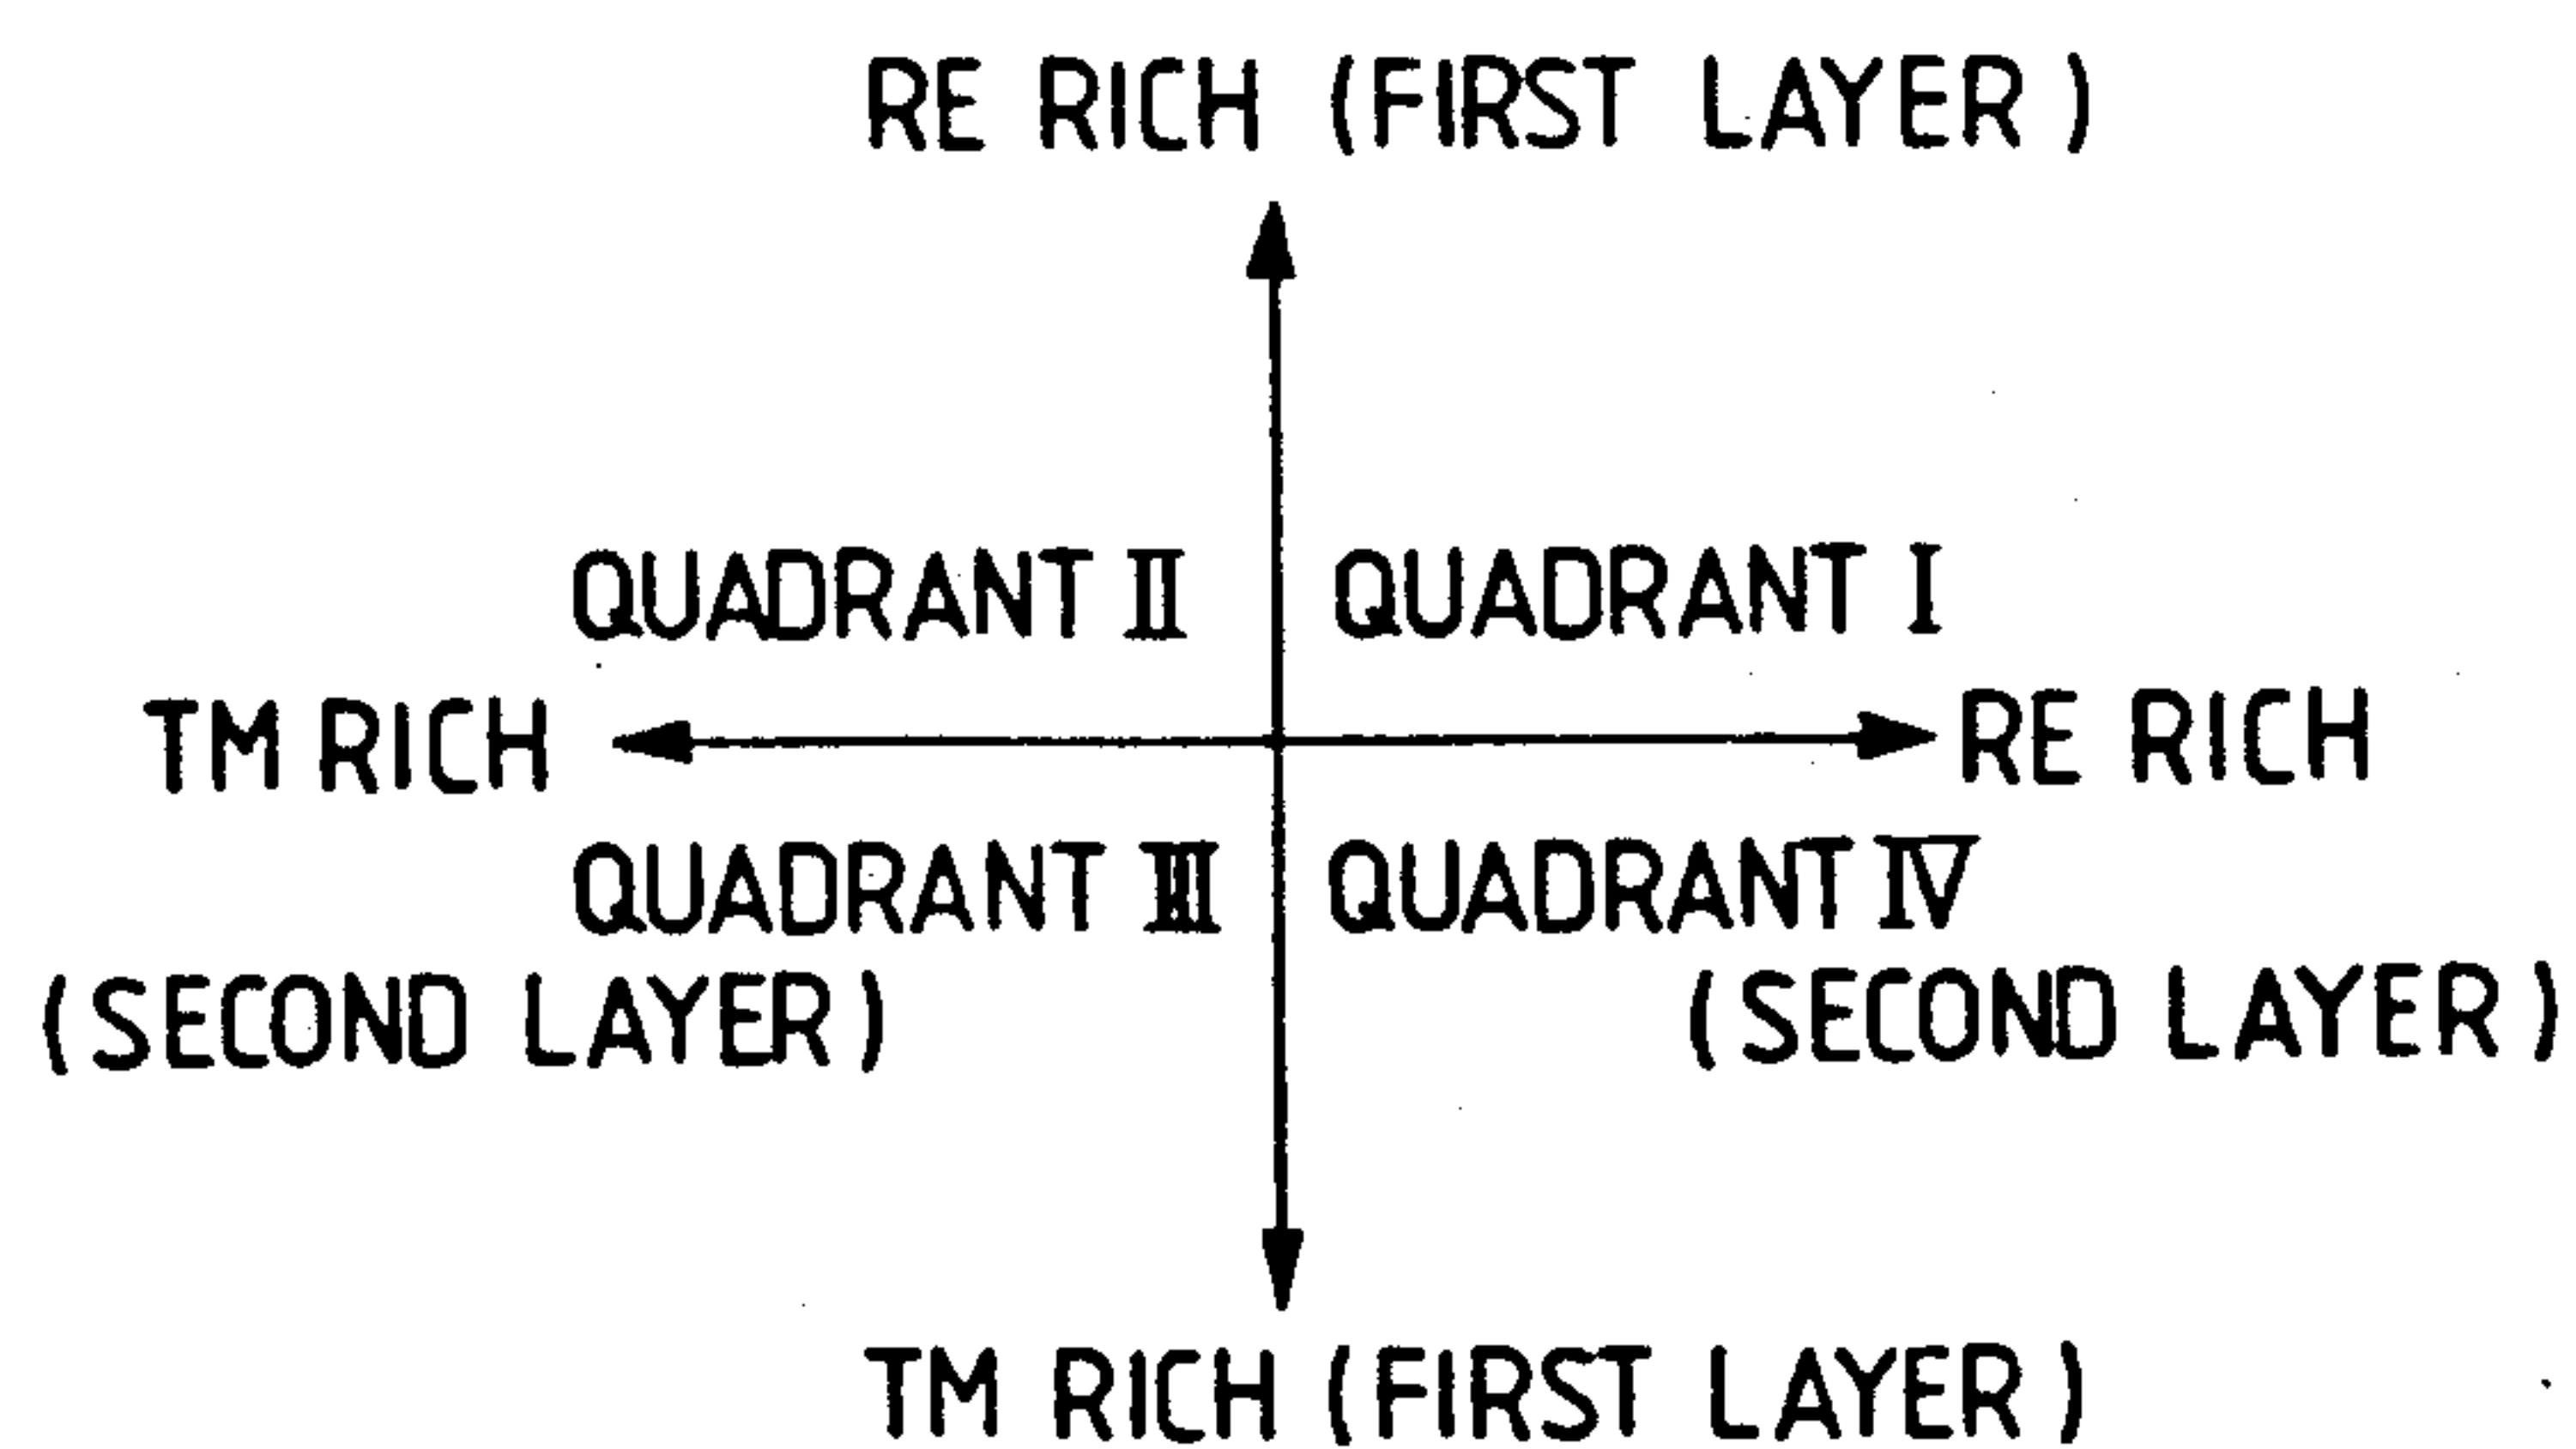 RE RICH (FIRST LAYER)
QUADRANT II QUADRANT I
TM RICH RE RICH
QUADRANT III QUADRANT IV
(SECOND LAYER) (SECOND LAYER)
TM RICH (FIRST LAYER)